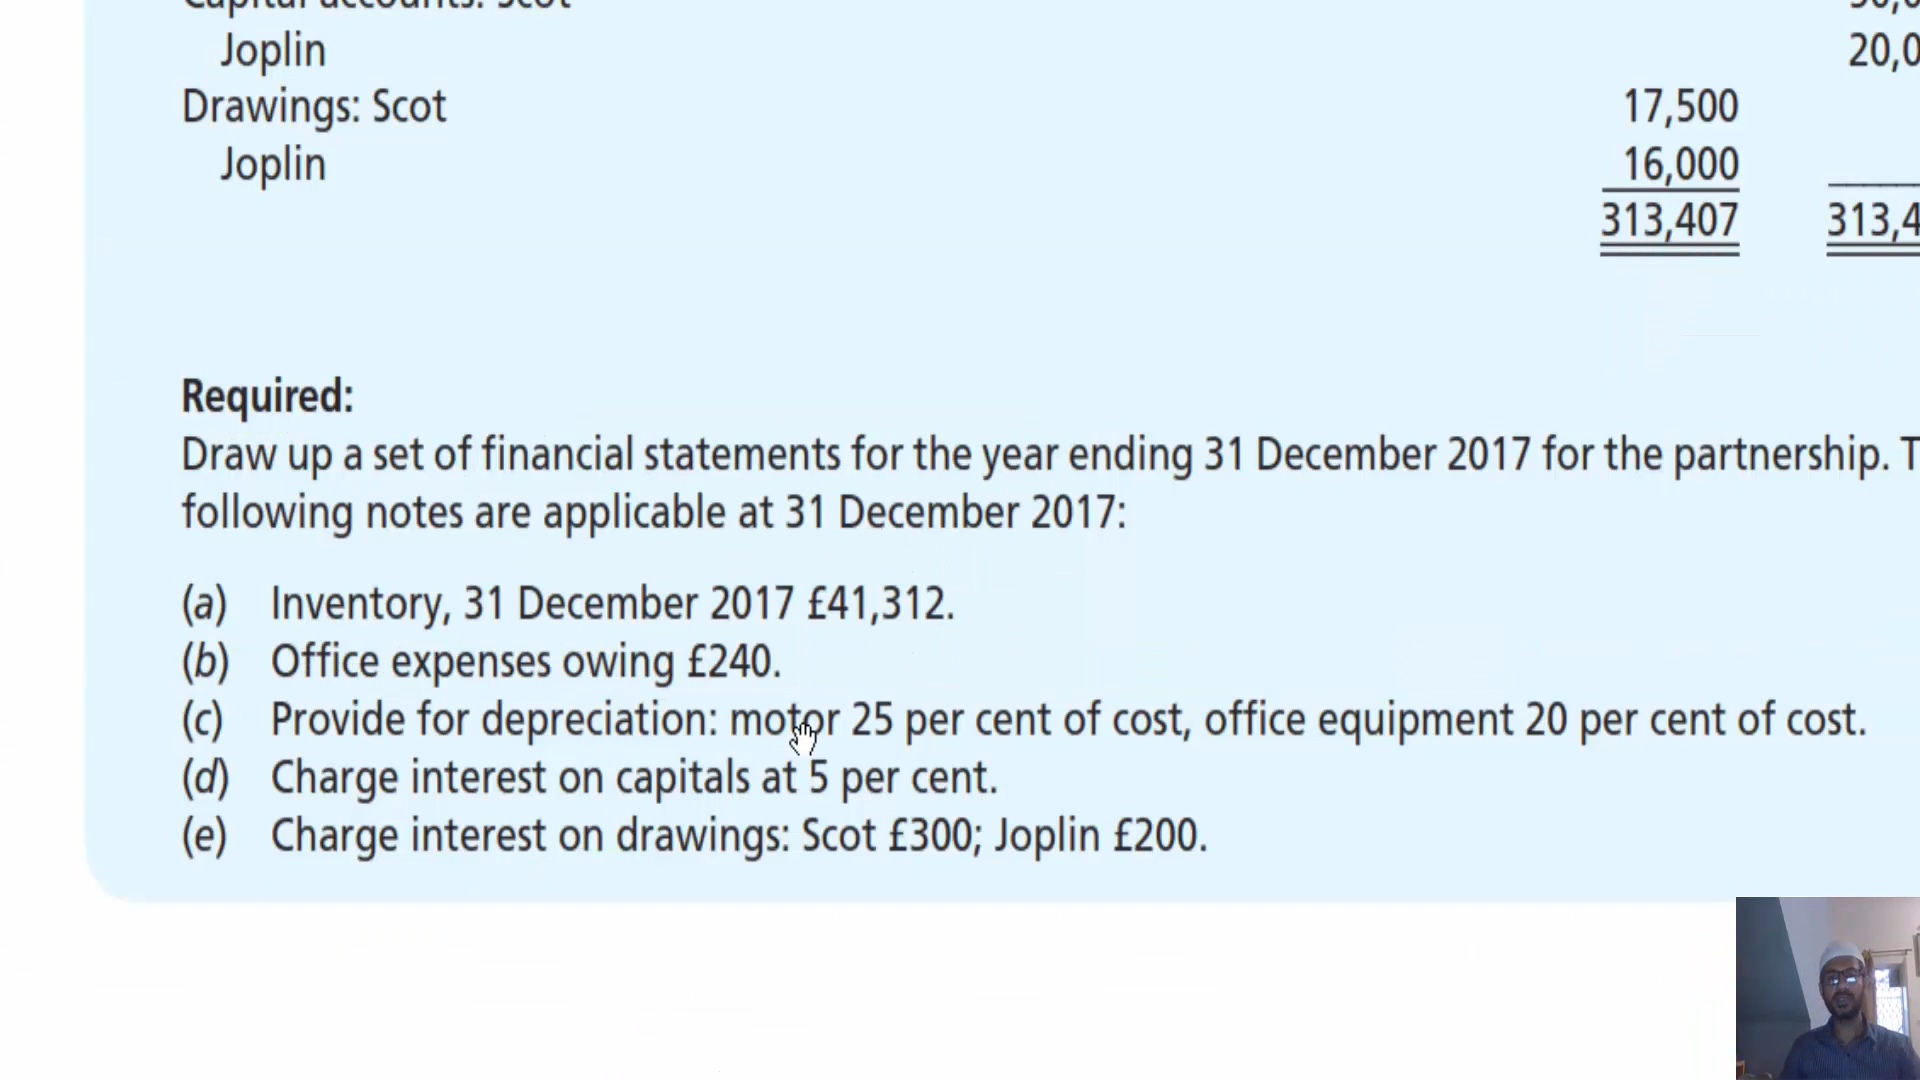 Capital accounts: Scot
Joplin 20,0
Drawings: Scot 17,500
Joplin 16,000
313,407 313,4
Required:
Draw up a set of financial statements for the year ending 31 December 2017 for the partnership. T
following notes are applicable at 31 December 2017:
(a) Inventory, 31 December 2017 £41,312.
(b) Office expenses owing £240.
(c) Provide for depreciation: motor 25 per cent of cost, office equipment 20 per cent of cost.
(d) Charge interest on capitals at 5 per cent.
(e) Charge interest on drawings: Scot £300; Joplin £200.